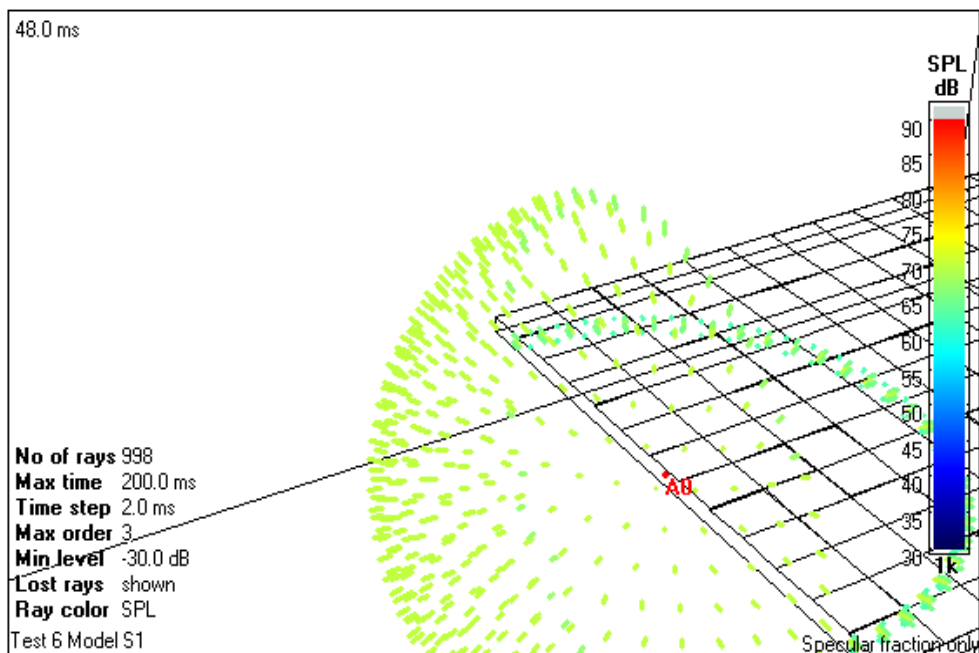 48.0 ms
SPL
dB
90
85
80
75
70
65
60
55
50
45
40
35
30
1k
A0
No of rays 998
Max time 200.0 ms
Time step 2.0 ms
Max order 3
Min level -30.0 dB
Lost rays shown
Ray color SPL
Test 6 Model S1
Specular fraction only